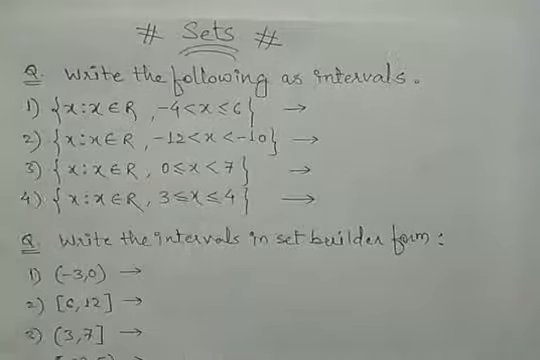 # Sets #
Q. Write the following as intervals.
1) {x : x ∈ R, -4 < x ≤ 6} →
2) {x : x ∈ R, -12 < x < -10} →
3) {x : x ∈ R, 0 ≤ x < 7} →
4) {x : x ∈ R, 3 ≤ x ≤ 4} →
Q. Write the intervals in set builder form :
1) (-3,0) →
2) [6,12] →
3) (3,7] →